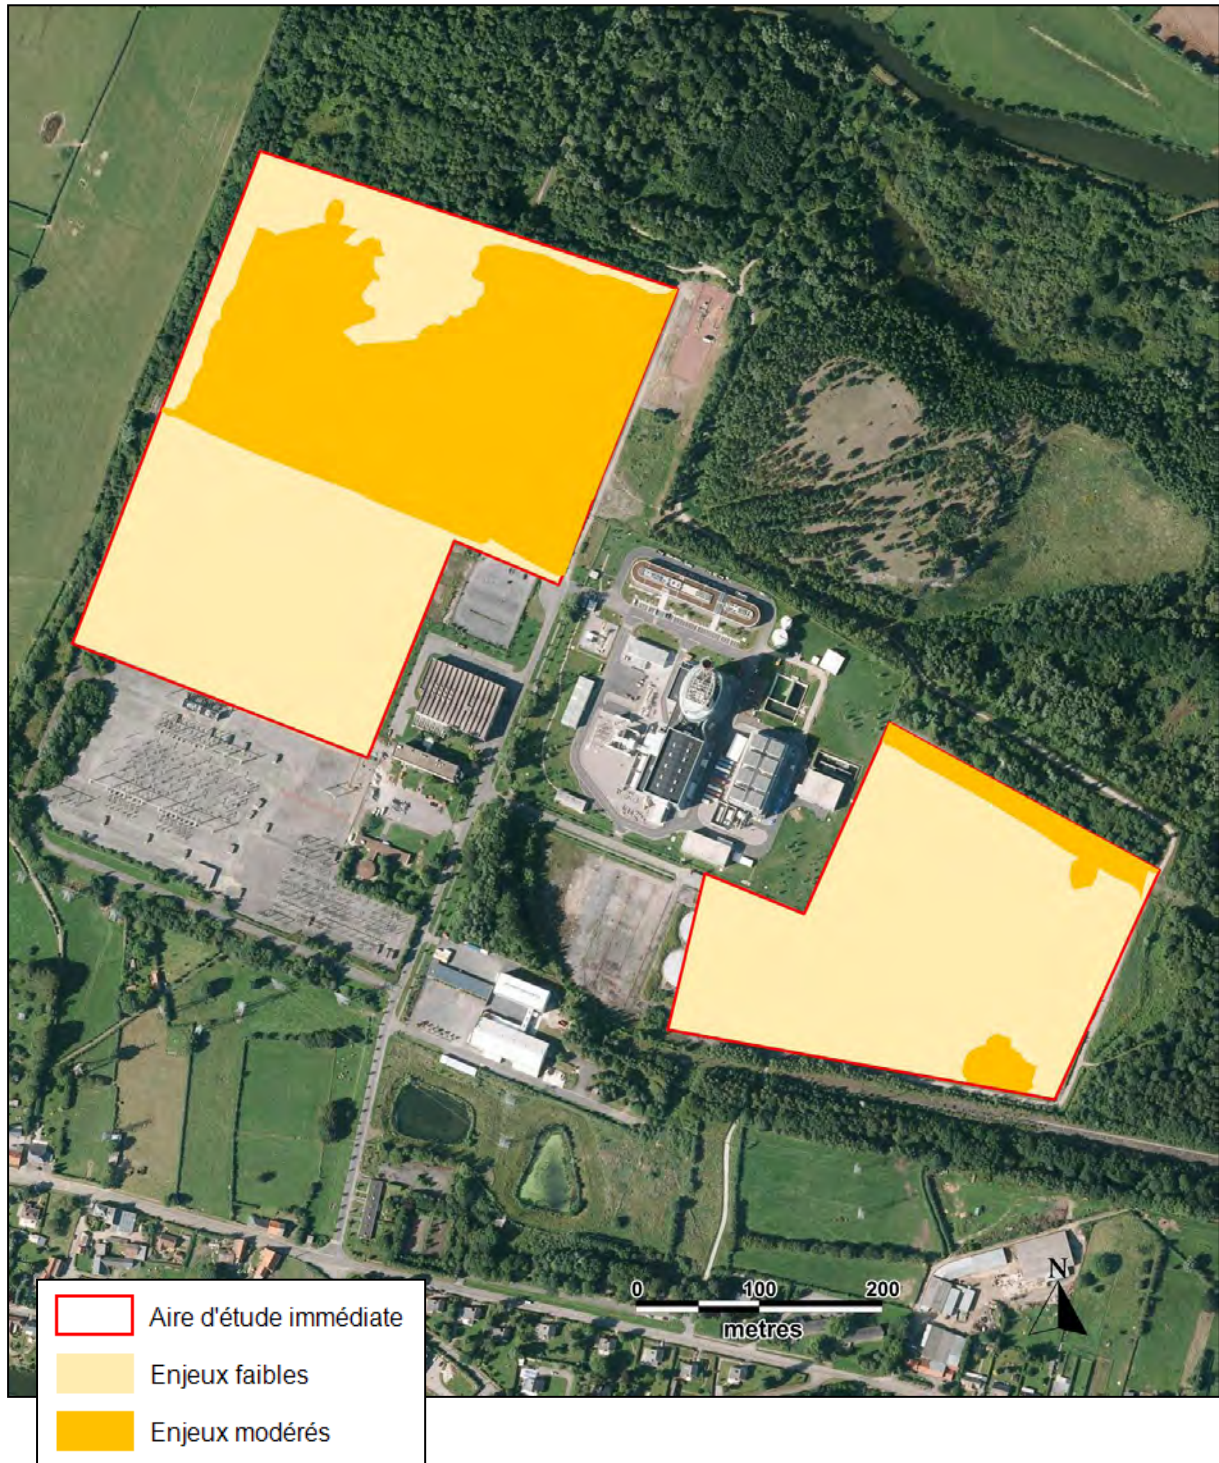 N
0 100 200
metres
Aire d'étude immédiate
Enjeux faibles
Enjeux modérés